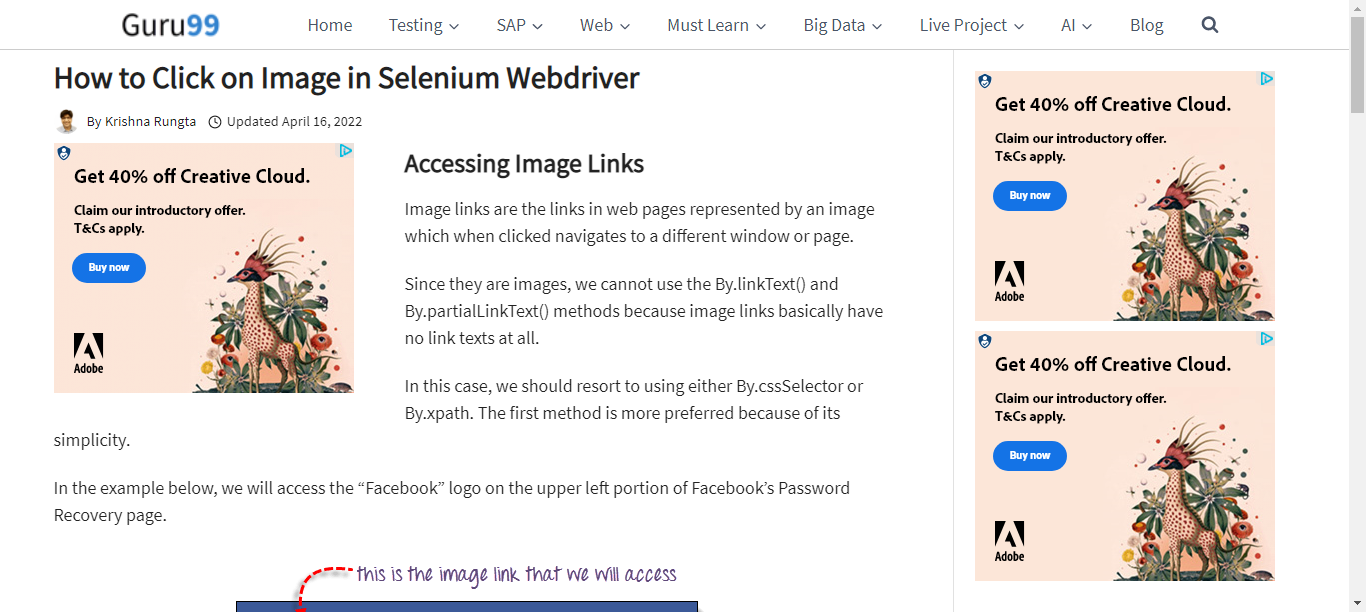 Guru99 Home Testing SAP Web Must Learn Big Data Live Project AI Blog
How to Click on Image in Selenium Webdriver
By Krishna Rungta Updated April 16, 2022
Get 40% off Creative Cloud.
Claim our introductory offer.
T&Cs apply.
Buy now
Adobe
Accessing Image Links
Image links are the links in web pages represented by an image
which when clicked navigates to a different window or page.
Since they are images, we cannot use the By.linkText() and
By.partialLinkText() methods because image links basically have
no link texts at all.
In this case, we should resort to using either By.cssSelector or
By.xpath. The first method is more preferred because of its
simplicity.
In the example below, we will access the “Facebook” logo on the upper left portion of Facebook’s Password
Recovery page.
this is the image link that we will access
Get 40% off Creative Cloud.
Claim our introductory offer.
T&Cs apply.
Buy now
Adobe
Get 40% off Creative Cloud.
Claim our introductory offer.
T&Cs apply.
Buy now
Adobe